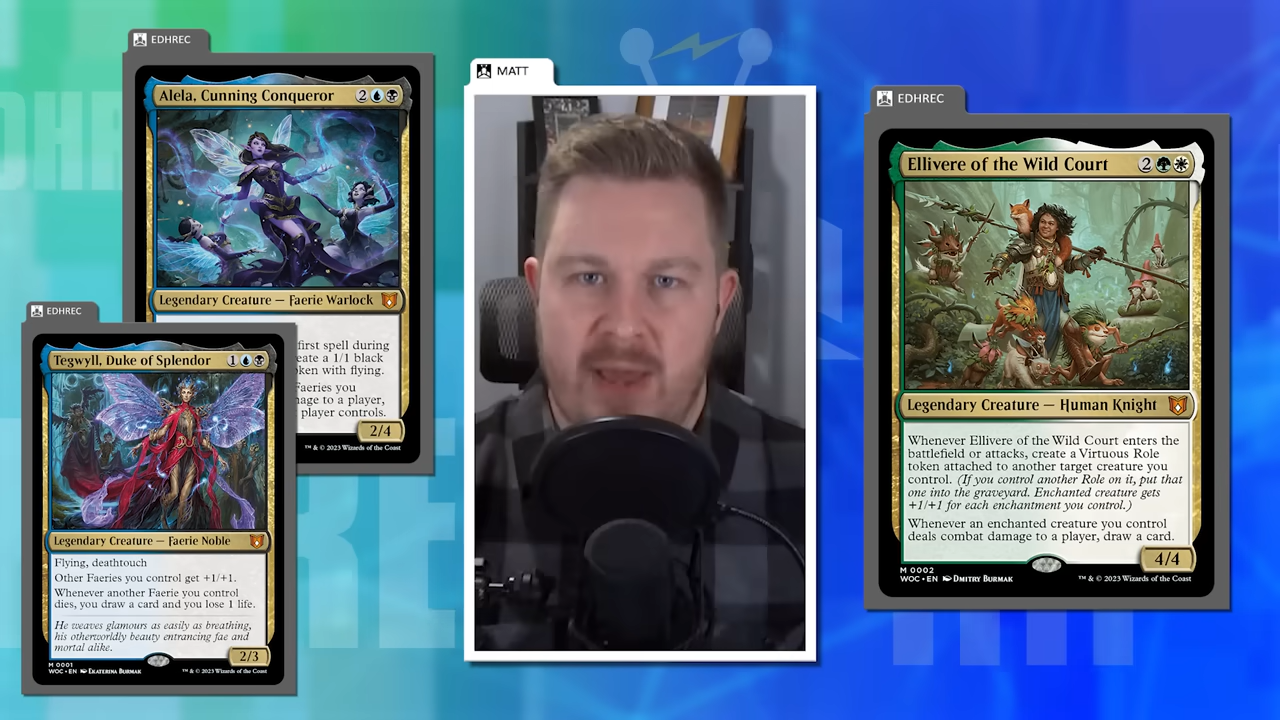 EDHREC
Alela, Cunning Conqueror 2
Legendary Creature — Faerie Warlock
first spell during
eate a 1/1 black
ken with flying.
Faeries you
nage to a player,
player controls.
2/4
™ & © 2023 Wizards of the Coast
EDHREC
Tegwyll, Duke of Splendor 1
Legendary Creature — Faerie Noble
Flying, deathtouch
Other Faeries you control get +1/+1.
Whenever another Faerie you control
dies, you draw a card and you lose 1 life.
He weaves glamours as easily as breathing,
his otherworldly beauty entrancing fae and
mortal alike.
2/3
M 0001
WOC • EN Ekaterina Burmak ™ & © 2023 Wizards of the Coast
MATT
EDHREC
Ellivere of the Wild Court 2
Legendary Creature — Human Knight
Whenever Ellivere of the Wild Court enters the
battlefield or attacks, create a Virtuous Role
token attached to another target creature you
control. (If you control another Role on it, put that
one into the graveyard. Enchanted creature gets
+1/+1 for each enchantment you control.)
Whenever an enchanted creature you control
deals combat damage to a player, draw a card.
4/4
M 0002
WOC • EN Dmitry Burmak ™ & © 2023 Wizards of the Coast